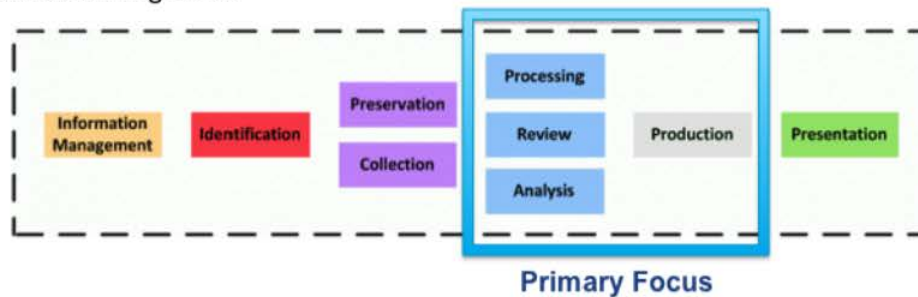 Information
Management
Identification
Preservation
Collection
Processing
Review
Analysis
Production
Presentation
Primary Focus